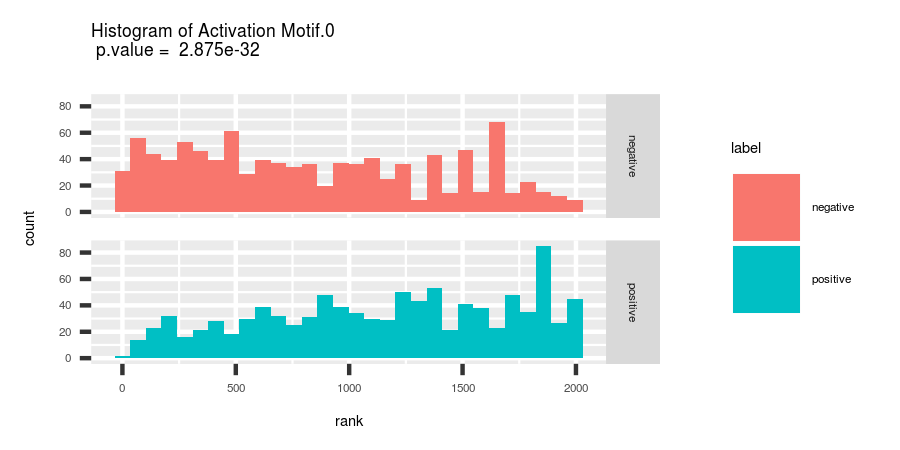 Histogram of Activation Motif.0
p.value = 2.875e-32
count
80
60
40
20
0
negative
80
60
40
20
0
positive
0 500 1000 1500 2000
rank
label
negative
positive